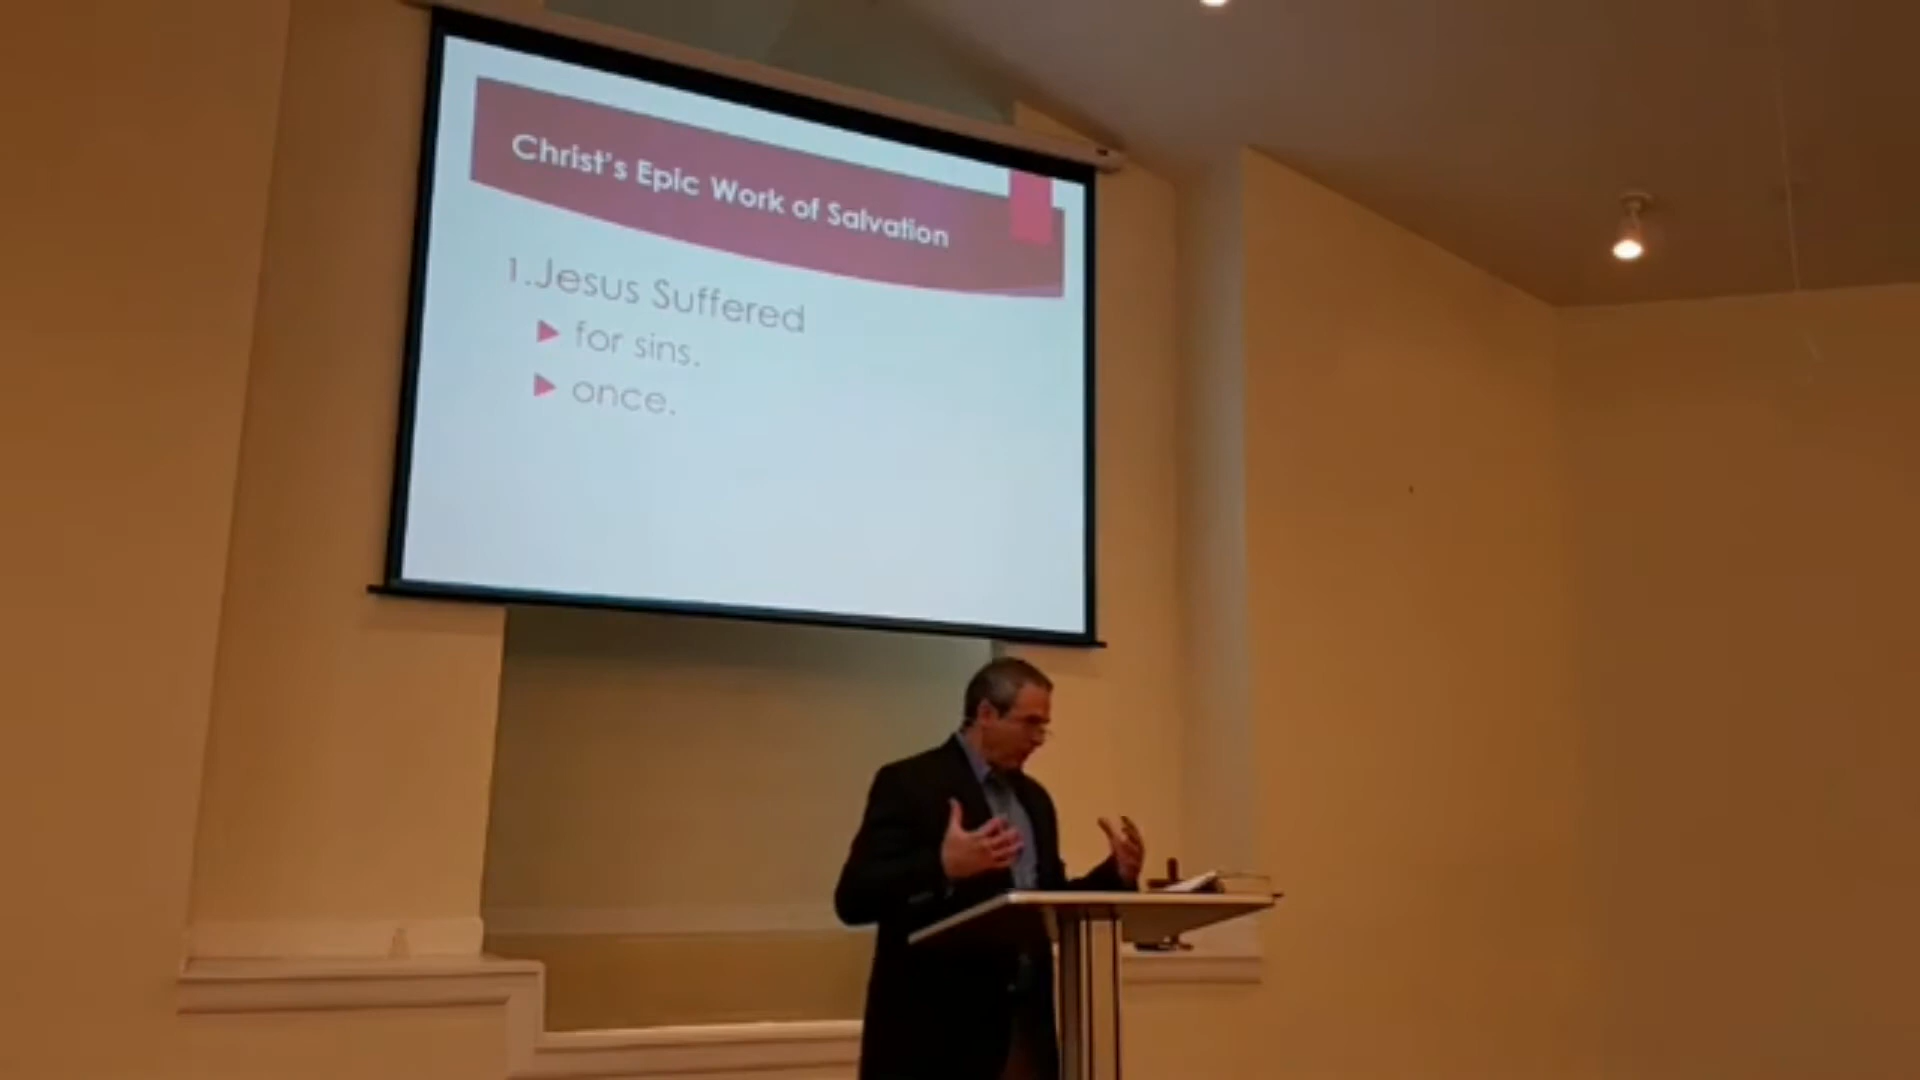 Christ's Epic Work of Salvation
1.Jesus Suffered
for sins.
once.